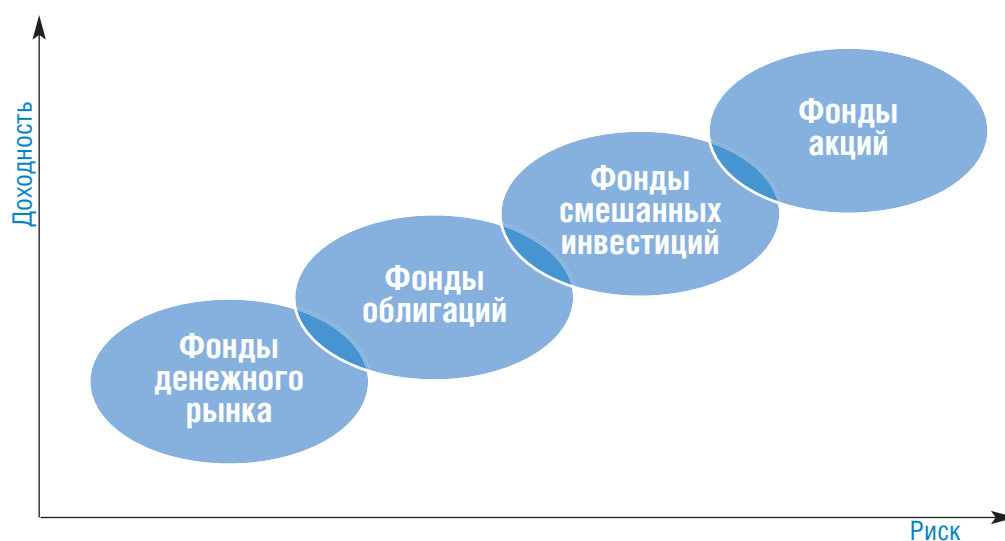 Доходность
Фонды
акций
Фонды
смешанных
инвестиций
Фонды
облигаций
Фонды
денежного
рынка
Риск